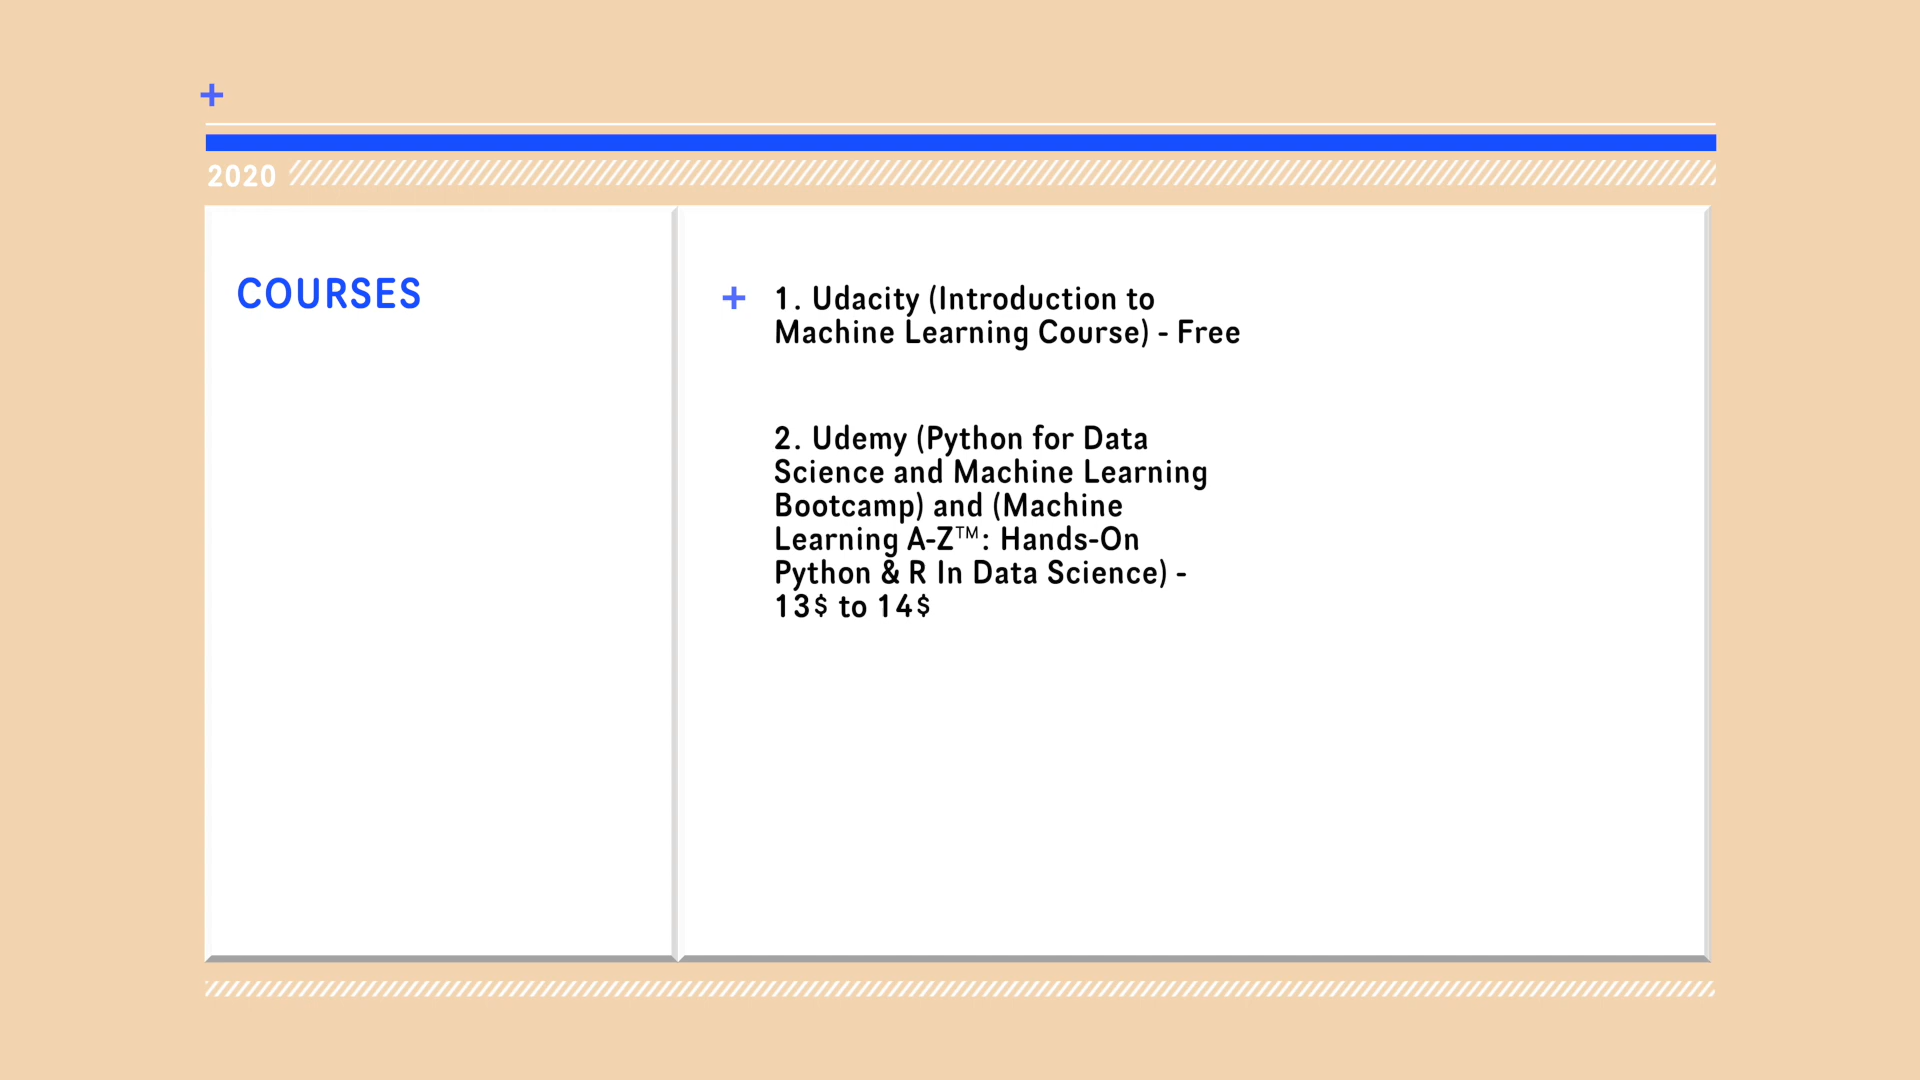 2020
COURSES
1. Udacity (Introduction to
Machine Learning Course) - Free
2. Udemy (Python for Data
Science and Machine Learning
Bootcamp) and (Machine
Learning A-Z™: Hands-On
Python & R In Data Science) -
13$ to 14$